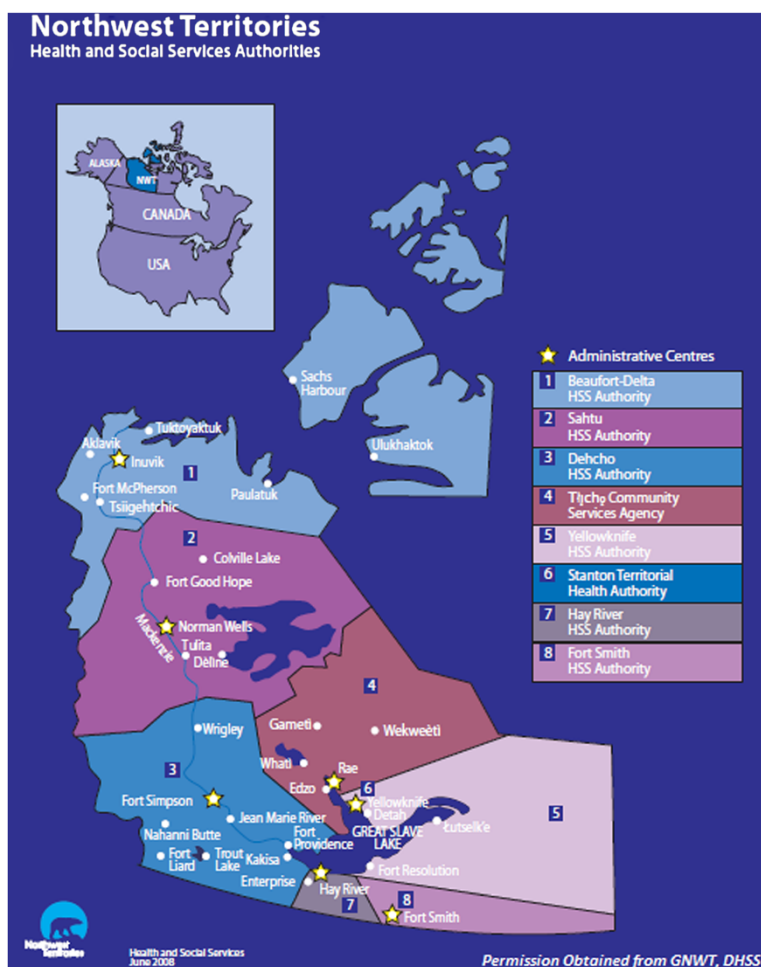 Northwest Territories
Health and Social Services Authorities
ALASKA
NWT
CANADA
USA
Administrative Centres
1 Beaufort-Delta
HSS Authority
2 Sahtu
HSS Authority
3 Dehcho
HSS Authority
4 Tłı̨chǫ Community
Services Agency
5 Yellowknife
HSS Authority
6 Stanton Territorial
Health Authority
7 Hay River
HSS Authority
8 Fort Smith
HSS Authority
Sachs
Harbour
Ulukhaktok
Tuktoyaktuk
Aklavik
Inuvik
1
Fort McPherson
Paulatuk
Tsiigehtchic
2
Colville Lake
Fort Good Hope
Mackenzie
Norman Wells
Tulita
Dèline
4
Wrigley
Gametì
Wekweètì
Whatì
3
Rae
Edzo
6
Fort Simpson
Yellowknife
Detah
5
Jean Marie River
GREAT SLAVE
LAKE
Łutselk'e
Nahanni Butte
Fort
Providence
Fort
Liard
Trout
Lake
Kakisa
Fort Resolution
Enterprise
Hay River
7
8
Fort Smith
Northwest
Territories
Health and Social Services
June 2008
Permission Obtained from GNWT, DHSS